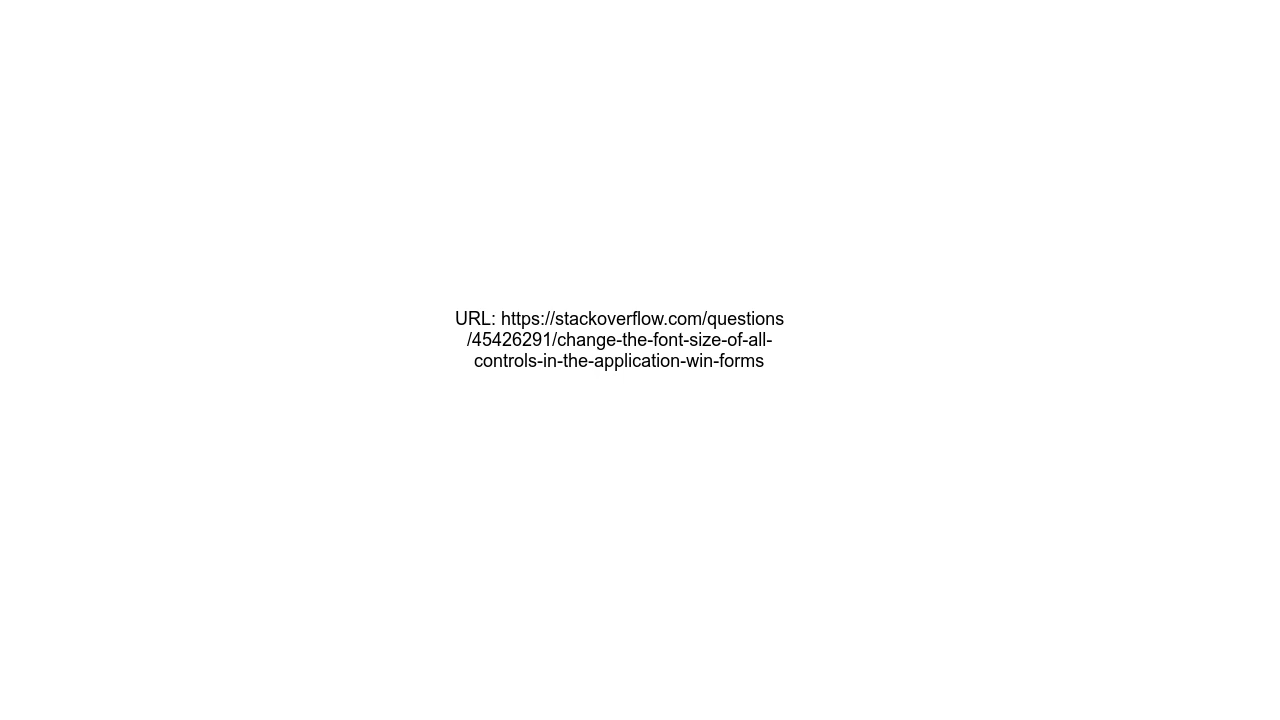 URL: https://stackoverflow.com/questions
/45426291/change-the-font-size-of-all-
controls-in-the-application-win-forms